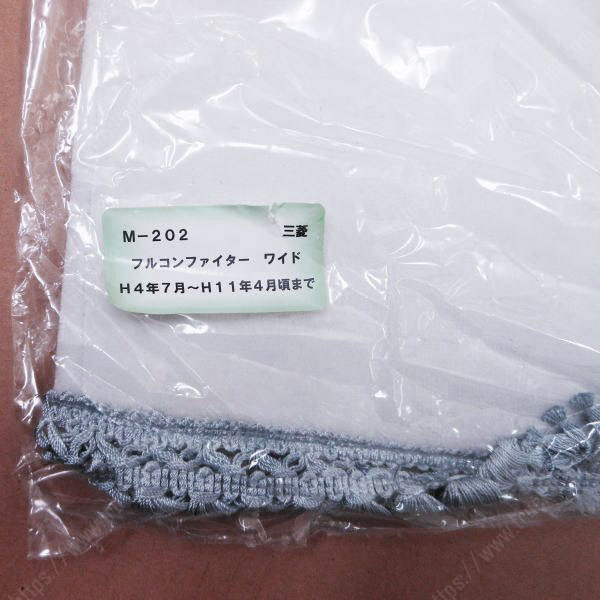 M-202 三菱
フルコンファイター ワイド
H4年7月~H11年4月頃まで